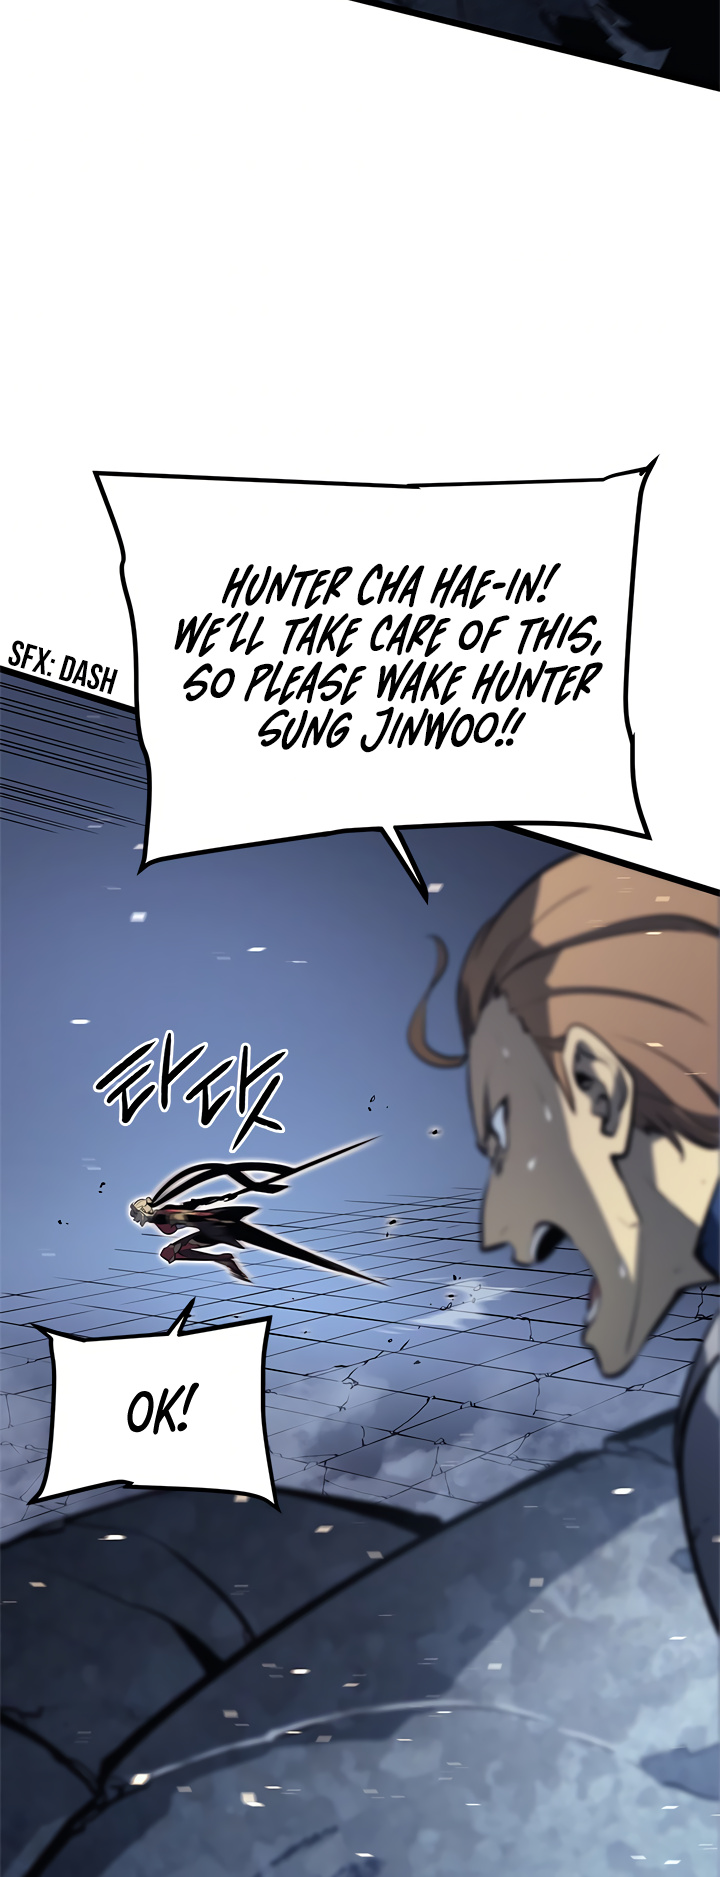 HUNTER CHA HAE-IN!
WE'LL TAKE CARE OF THIS,
SO PLEASE WAKE HUNTER
SUNG JINWOO!!
SFX: DASH
타닷
OK!